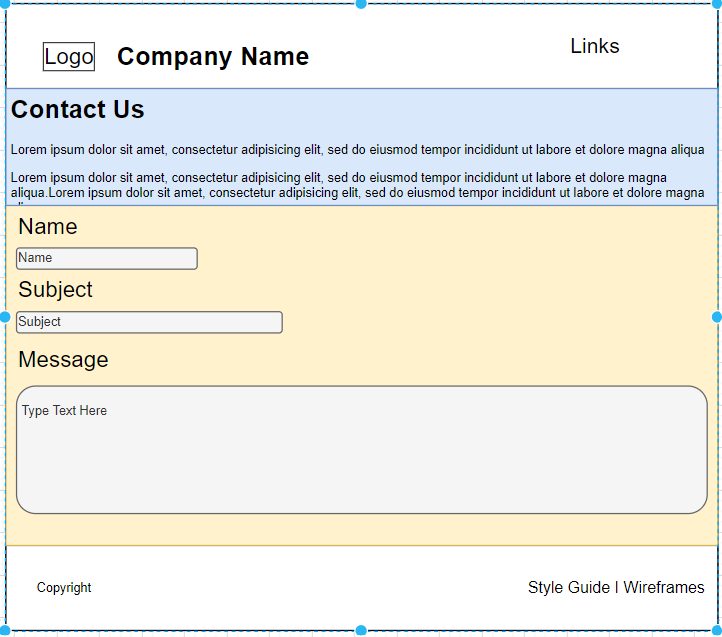 Logo
Company Name
Links
Contact Us
Lorem ipsum dolor sit amet, consectetur adipisicing elit, sed do eiusmod tempor incididunt ut labore et dolore magna aliqua
Lorem ipsum dolor sit amet, consectetur adipisicing elit, sed do eiusmod tempor incididunt ut labore et dolore magna
aliqua.Lorem ipsum dolor sit amet, consectetur adipisicing elit, sed do eiusmod tempor incididunt ut labore et dolore magna
Name
Name
Subject
Subject
Message
Type Text Here
Copyright
Style Guide | Wireframes